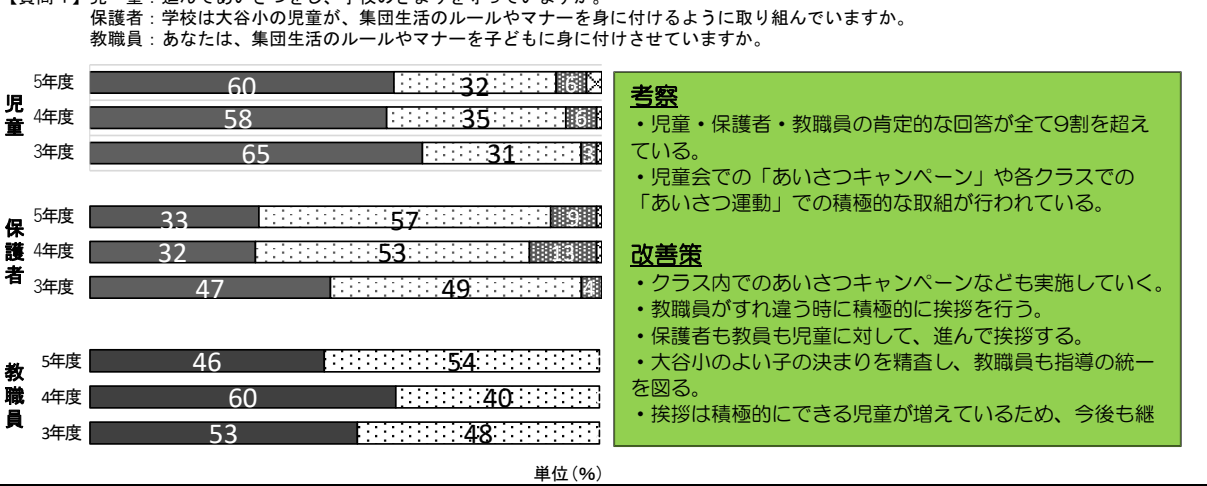 保護者：学校は大谷小の児童が、集団生活のルールやマナーを身に付けるように取り組んでいますか。
教職員：あなたは、集団生活のルールやマナーを子どもに身に付けさせていますか。
児童
5年度 60 32 6
4年度 58 35 6
3年度 65 31 3
保護者
5年度 33 57 9
4年度 32 53 13
3年度 47 49 4
教職員
5年度 46 54
4年度 60 40
3年度 53 48
単位(%)
考察
・児童・保護者・教職員の肯定的な回答が全て9割を超え
ている。
・児童会での「あいさつキャンペーン」や各クラスでの
「あいさつ運動」での積極的な取組が行われている。
改善策
・クラス内でのあいさつキャンペーンなども実施していく。
・教職員がすれ違う時に積極的に挨拶を行う。
・保護者も教員も児童に対して、進んで挨拶する。
・大谷小のよい子の決まりを精査し、教職員も指導の統一
を図る。
・挨拶は積極的にできる児童が増えているため、今後も継